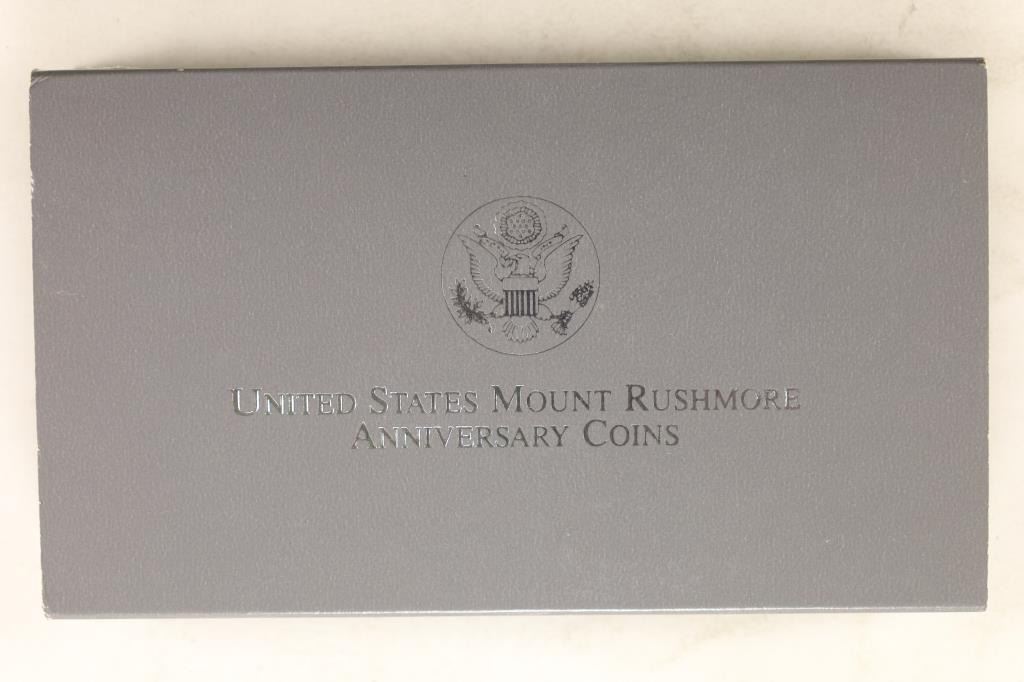 United States Mount Rushmore
Anniversary Coins